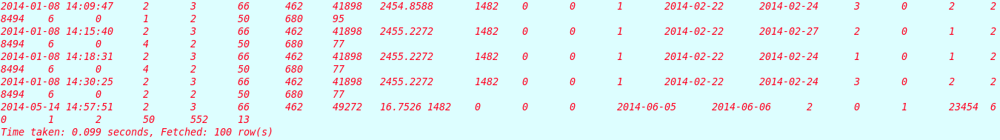 2014-01-08 14:09:47 2 3 66 462 41898 2454.8588 1482 0 0 1 2014-02-22 2014-02-24 3 0 2 2
8494 6 0 1 2 50 680 95
2014-01-08 14:15:40 2 3 66 462 41898 2455.2272 1482 0 0 1 2014-02-22 2014-02-27 2 0 1 2
8494 6 0 4 2 50 680 77
2014-01-08 14:18:31 2 3 66 462 41898 2455.2272 1482 0 0 1 2014-02-22 2014-02-24 1 0 1 2
8494 6 0 4 2 50 680 77
2014-01-08 14:30:25 2 3 66 462 41898 2455.2272 1482 0 0 1 2014-02-22 2014-02-24 3 0 2 2
8494 6 0 2 2 50 680 77
2014-05-14 14:57:51 2 3 66 462 49272 16.7526 1482 0 0 0 2014-06-05 2014-06-06 2 0 1 23454 6
0 1 2 50 552 13
Time taken: 0.099 seconds, Fetched: 100 row(s)